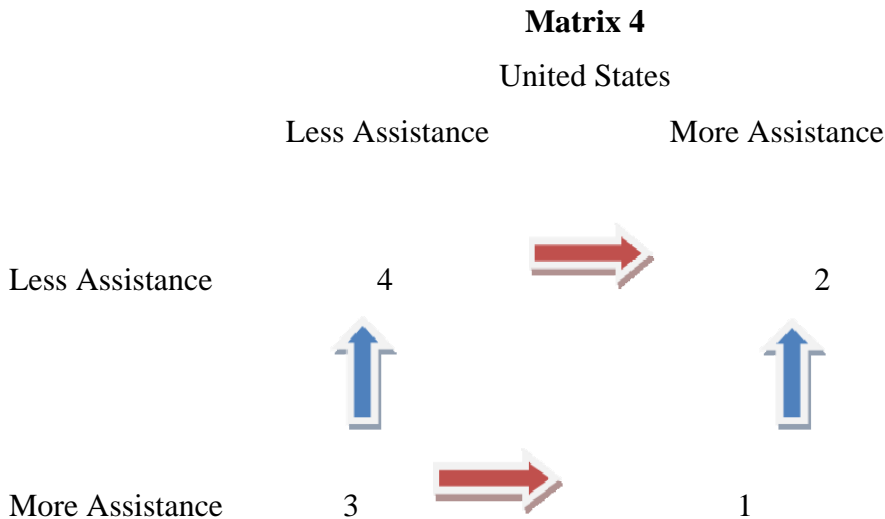 Matrix 4
United States
Less Assistance More Assistance
Less Assistance 4 2
More Assistance 3 1